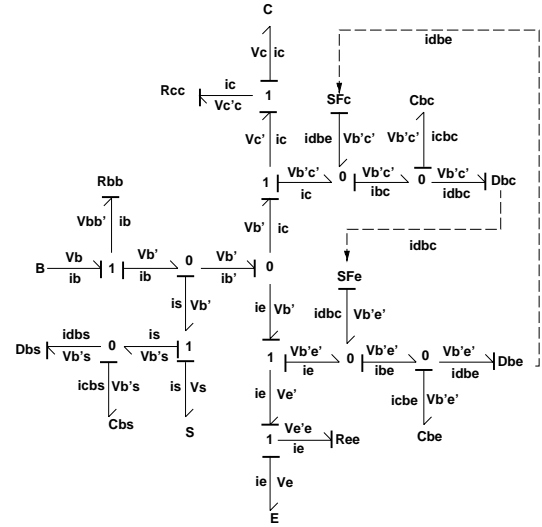 C
Vc ic
idbe
ic
Rcc 1
Vc'c
SFc Cbc
Vc' ic
idbe Vb'c' Vb'c' icbc
Vb'c' Vb'c' Vb'c'
1 0 0 Dbc
ic ibc idbc
Rbb
Vbb' ib
Vb' ic
idbc
Vb Vb' 0 Vb'
B 1 0
ib ib ib'
SFe
is Vb'
ie Vb'
idbc Vb'e'
idbs 0 is
Dbs 1
Vb's Vb's
Vb'e' Vb'e' Vb'e'
1 0 0 Dbe
ie ibe idbe
icbs Vb's is Vs
ie Ve'
icbe Vb'e'
Cbs S
Ve'e
1 Ree
ie
Cbe
ie Ve
E